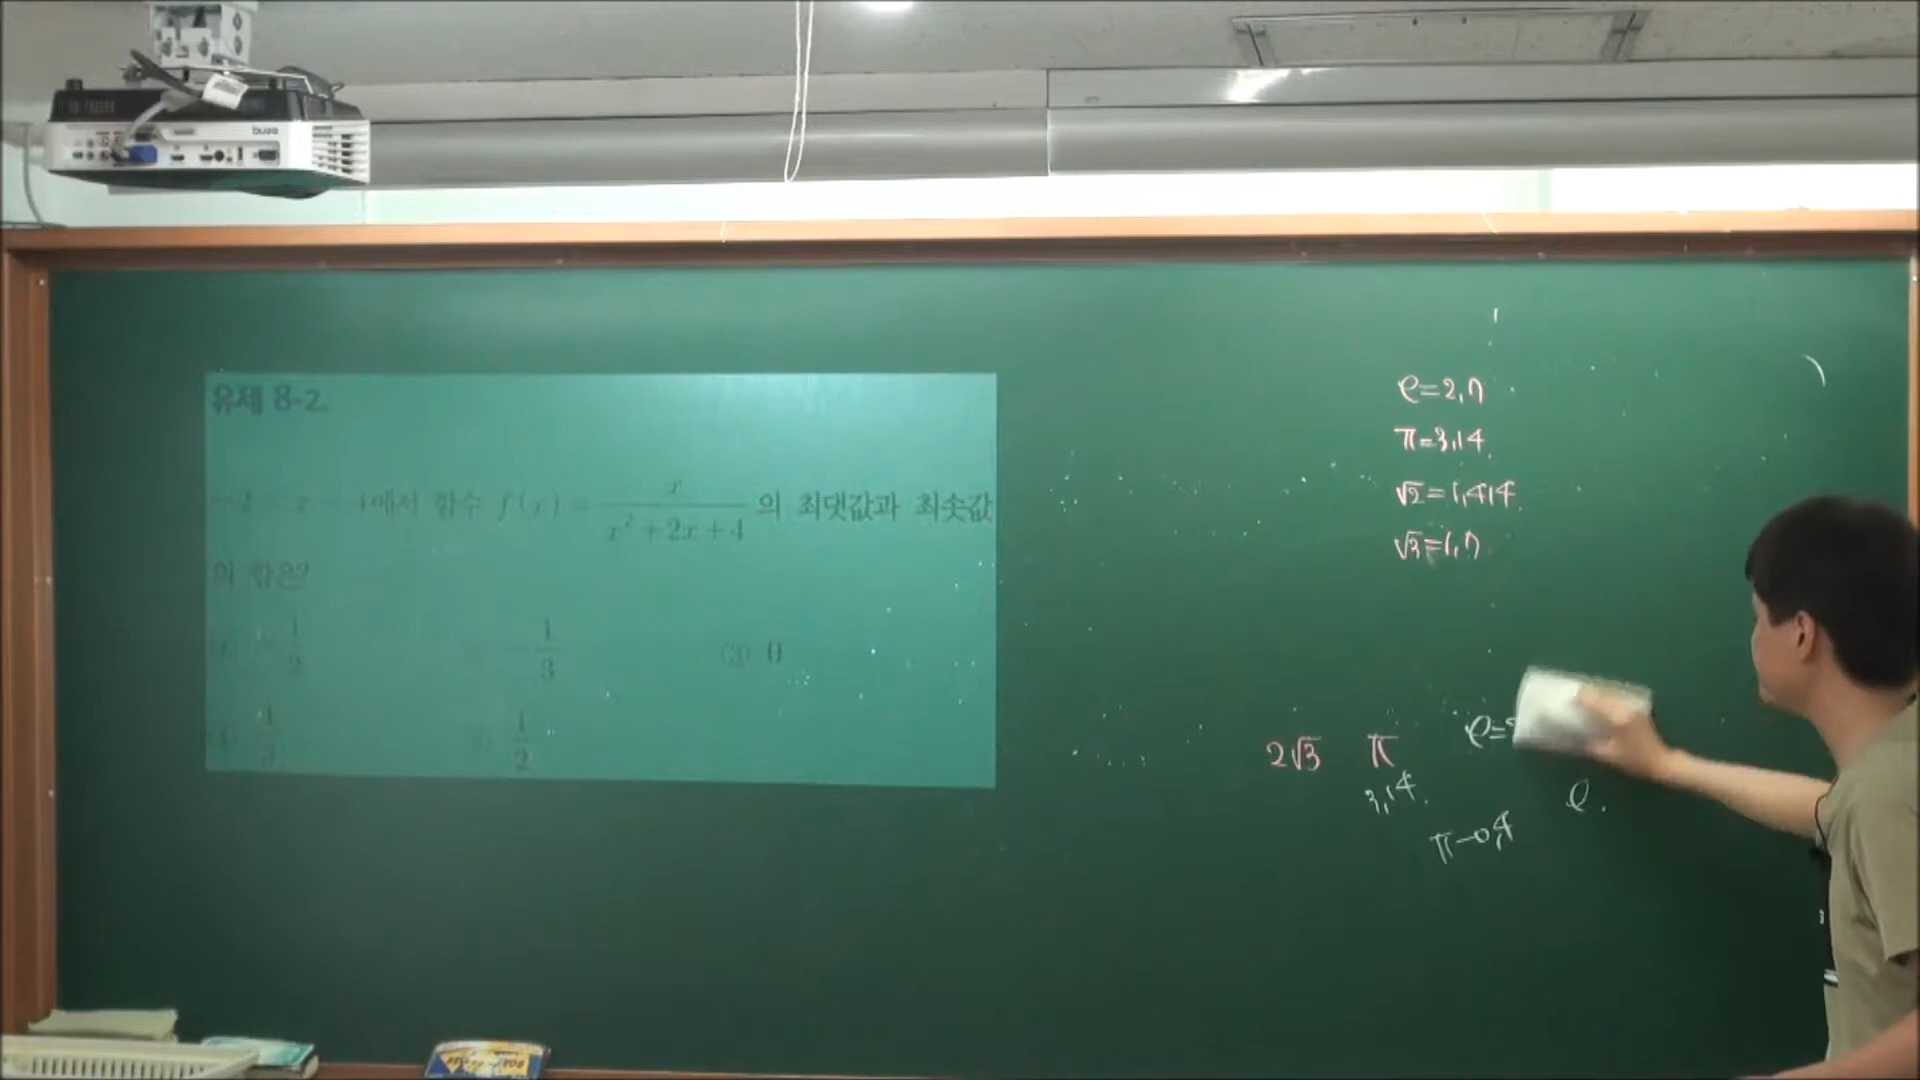 유제 8-2.
-2 ≤ x ≤ 4에서 함수 f(x) = x / (x² + 2x + 4) 의 최댓값과 최솟값
의 합은?
① -1/2 ② -1/3 ③ 0
④ 1/3 ⑤ 1/2
e=2.7
π=3.14.
√2=1.414.
√3=1.7
2√3 π e=
3.14. e.
π-0.4